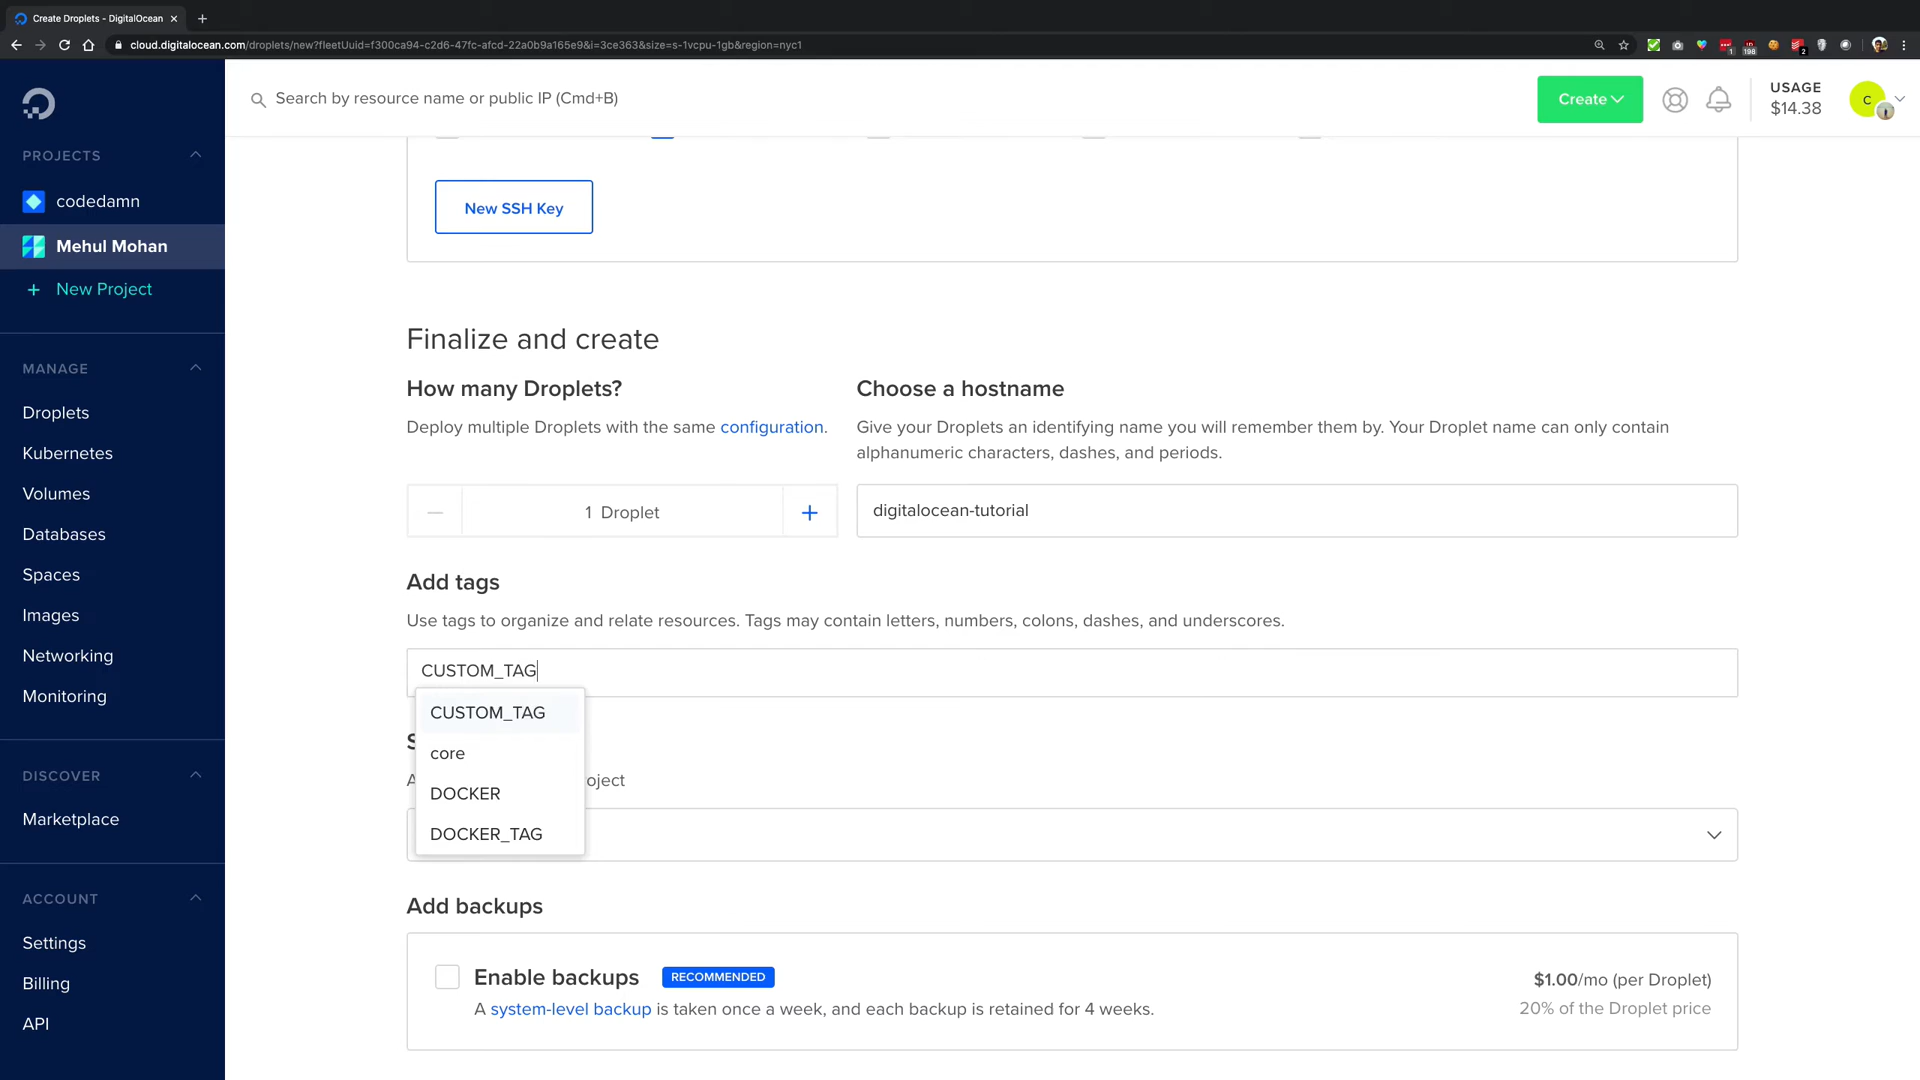 Create Droplets - DigitalOcean
cloud.digitalocean.com/droplets/new?fleetUuid=f300ca94-c2d6-47fc-afcd-22a0b9a165e9&i=3ce363&size=s-1vcpu-1gb&region=nyc1
1
198
2
Search by resource name or public IP (Cmd+B)
Create
USAGE
$14.38
C
PROJECTS
codedamn
Mehul Mohan
+ New Project
MANAGE
Droplets
Kubernetes
Volumes
Databases
Spaces
Images
Networking
Monitoring
DISCOVER
Marketplace
ACCOUNT
Settings
Billing
API
New SSH Key
Finalize and create
How many Droplets?
Deploy multiple Droplets with the same configuration.
1 Droplet
Choose a hostname
Give your Droplets an identifying name you will remember them by. Your Droplet name can only contain
alphanumeric characters, dashes, and periods.
digitalocean-tutorial
Add tags
Use tags to organize and relate resources. Tags may contain letters, numbers, colons, dashes, and underscores.
CUSTOM_TAG
CUSTOM_TAG
core
DOCKER
DOCKER_TAG
Add backups
Enable backups
RECOMMENDED
A system-level backup is taken once a week, and each backup is retained for 4 weeks.
$1.00/mo (per Droplet)
20% of the Droplet price